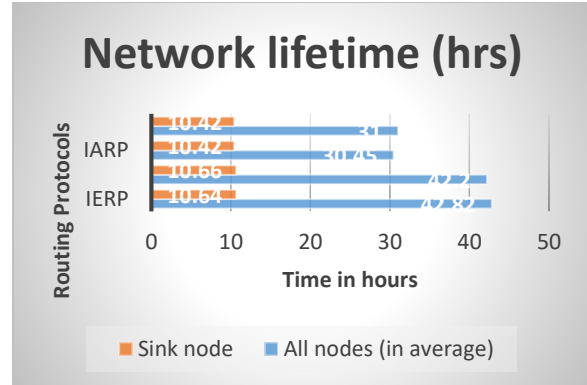 Network lifetime (hrs)
Routing Protocols
10.42
31
IARP
10.42
30.45
10.66
42.2
IERP
10.64
42.82
0 10 20 30 40 50
Time in hours
Sink node All nodes (in average)